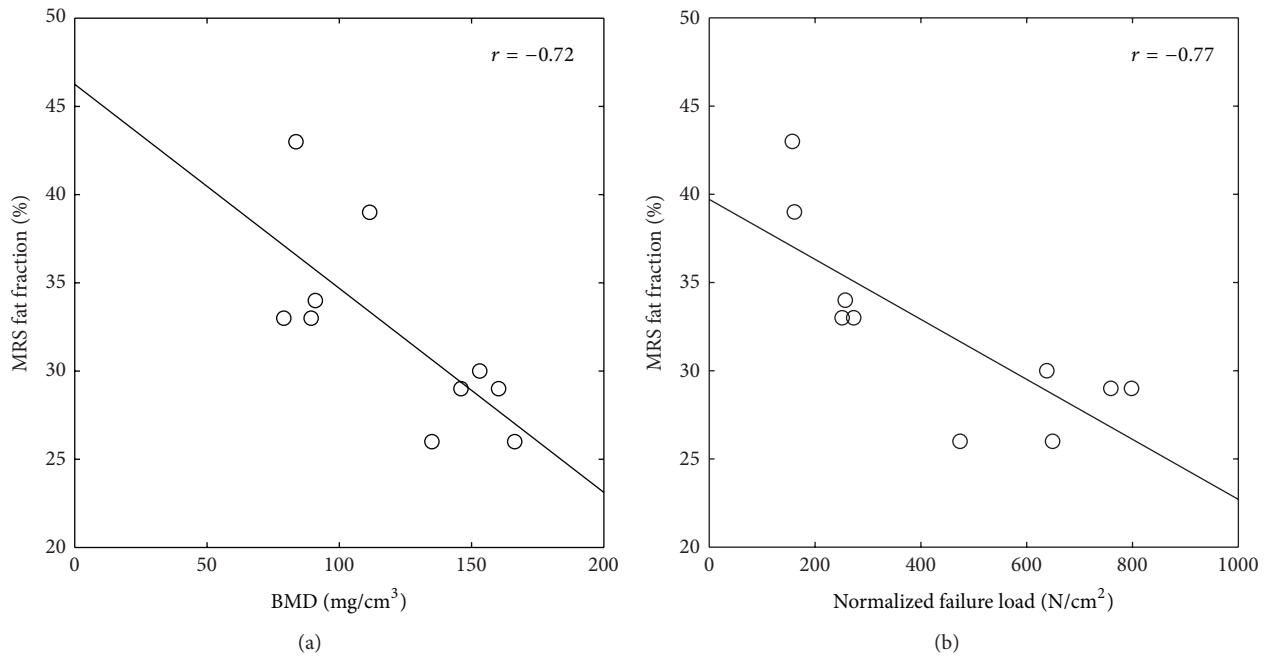 50
45
40
35
30
25
20
MRS fat fraction (%)
r = −0.72
0 50 100 150 200
BMD (mg/cm³)
(a)
50
45
40
35
30
25
20
MRS fat fraction (%)
r = −0.77
0 200 400 600 800 1000
Normalized failure load (N/cm²)
(b)